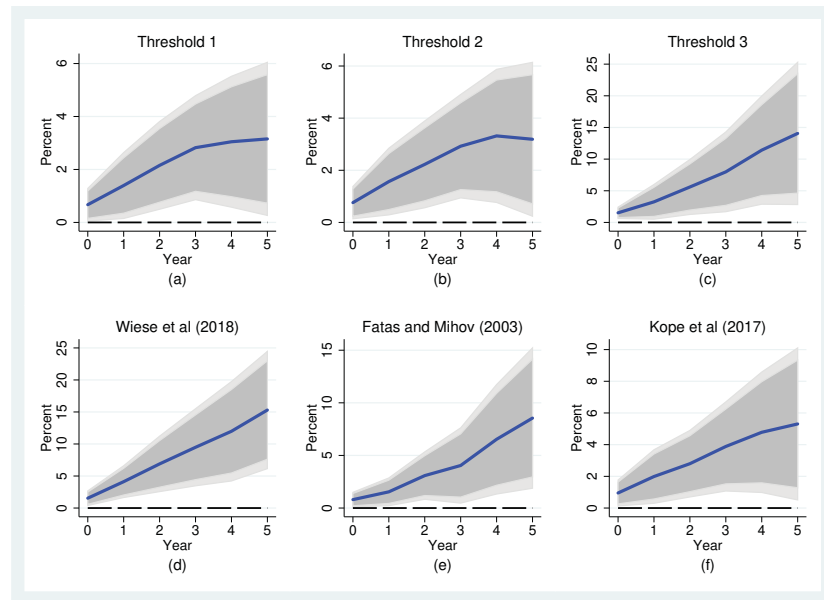 Threshold 1
Percent
6
4
2
0
0 1 2 3 4 5
Year
(a)
Threshold 2
Percent
6
4
2
0
0 1 2 3 4 5
Year
(b)
Threshold 3
Percent
25
20
15
10
5
0
0 1 2 3 4 5
Year
(c)
Wiese et al (2018)
Percent
25
20
15
10
5
0
0 1 2 3 4 5
Year
(d)
Fatas and Mihov (2003)
Percent
15
10
5
0
0 1 2 3 4 5
Year
(e)
Kope et al (2017)
Percent
10
8
6
4
2
0
0 1 2 3 4 5
Year
(f)